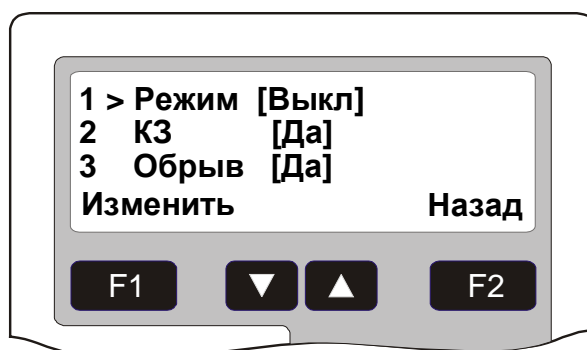 1 > Режим [Выкл]
2 КЗ [Да]
3 Обрыв [Да]
Изменить Назад
F1 ▼ ▲ F2